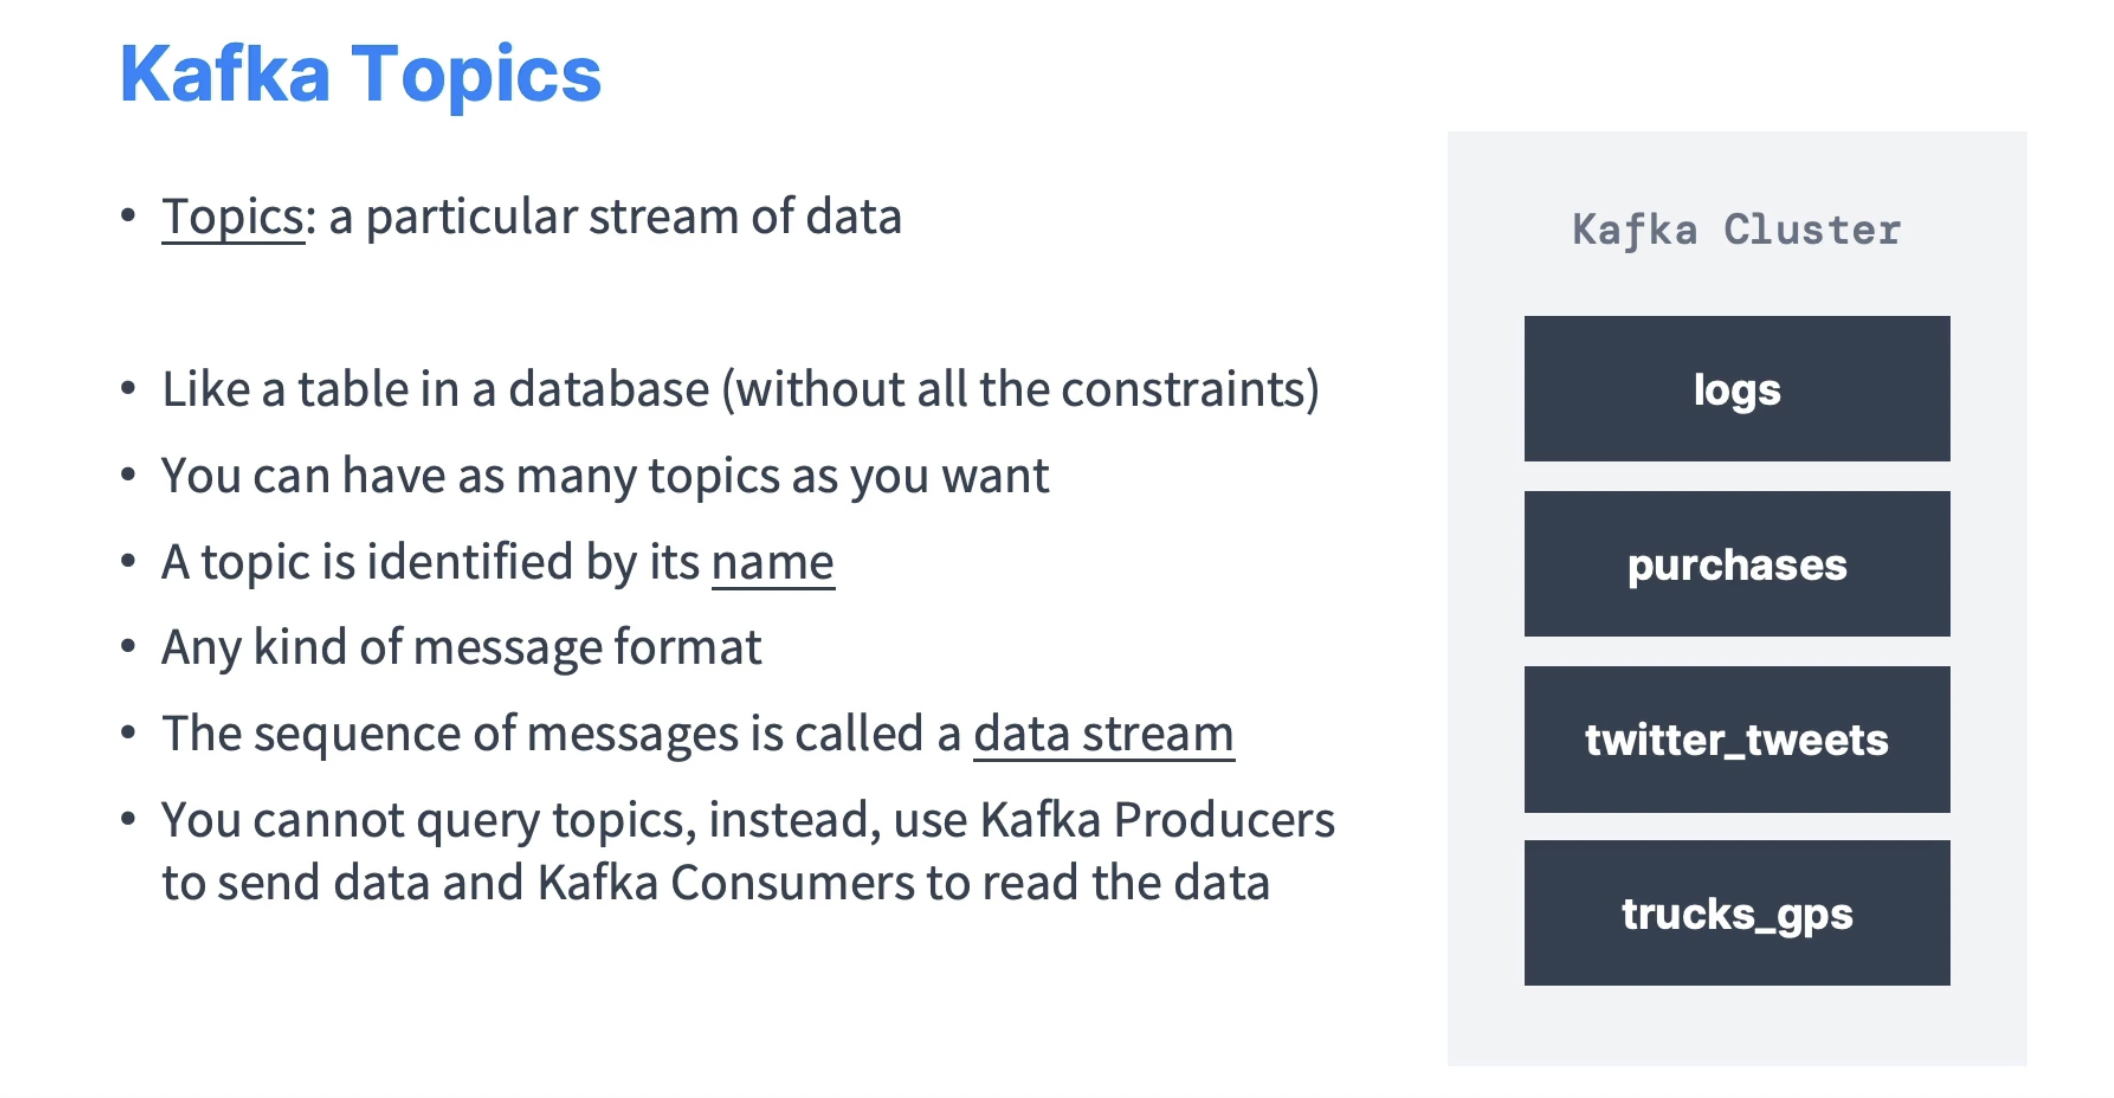 Kafka Topics
• Topics: a particular stream of data
• Like a table in a database (without all the constraints)
• You can have as many topics as you want
• A topic is identified by its name
• Any kind of message format
• The sequence of messages is called a data stream
• You cannot query topics, instead, use Kafka Producers
to send data and Kafka Consumers to read the data
Kafka Cluster
logs
purchases
twitter_tweets
trucks_gps